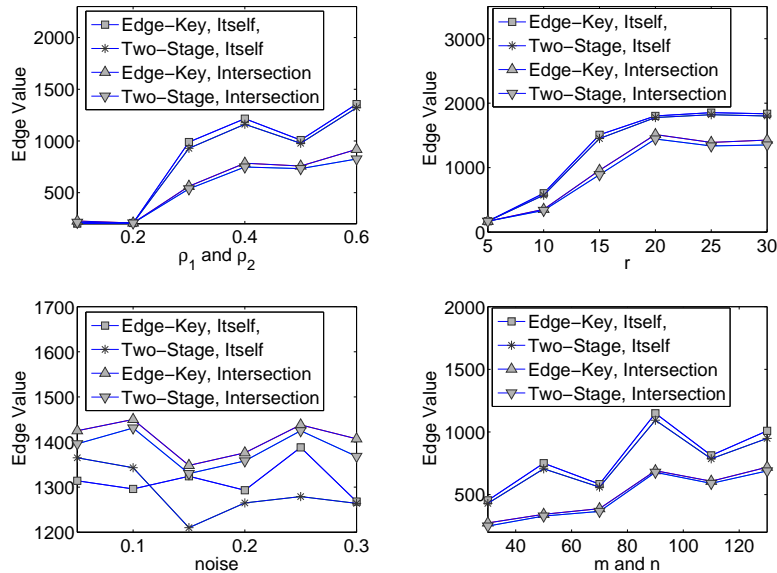 2000
1500
1000
500
0.2
0.4
0.6
Edge Value
ρ1 and ρ2
Edge−Key, Itself,
Two−Stage, Itself
Edge−Key, Intersection
Two−Stage, Intersection
3000
2000
1000
0
5
10
15
20
25
30
Edge Value
r
Edge−Key, Itself,
Two−Stage, Itself
Edge−Key, Intersection
Two−Stage, Intersection
1700
1600
1500
1400
1300
1200
0.1
0.2
0.3
Edge Value
noise
Edge−Key, Itself,
Two−Stage, Itself
Edge−Key, Intersection
Two−Stage, Intersection
2000
1500
1000
500
40
60
80
100
120
Edge Value
m and n
Edge−Key, Itself,
Two−Stage, Itself
Edge−Key, Intersection
Two−Stage, Intersection